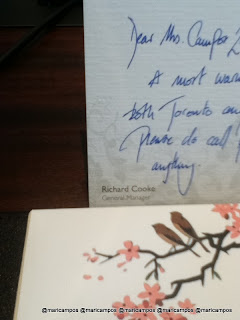 Dear Mrs. Campos
A most warm
both Toronto and
Please do call
anything.
Richard Cooke
General Manager
@maricampos @maricampos @maricampos @maricampos @maricampos